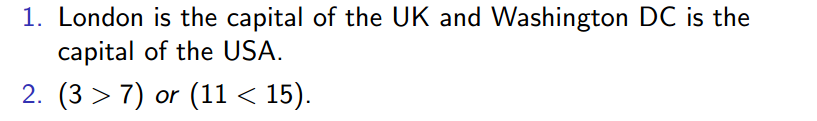 1. London is the capital of the UK and Washington DC is the
capital of the USA.
2. (3 > 7) or (11 < 15).